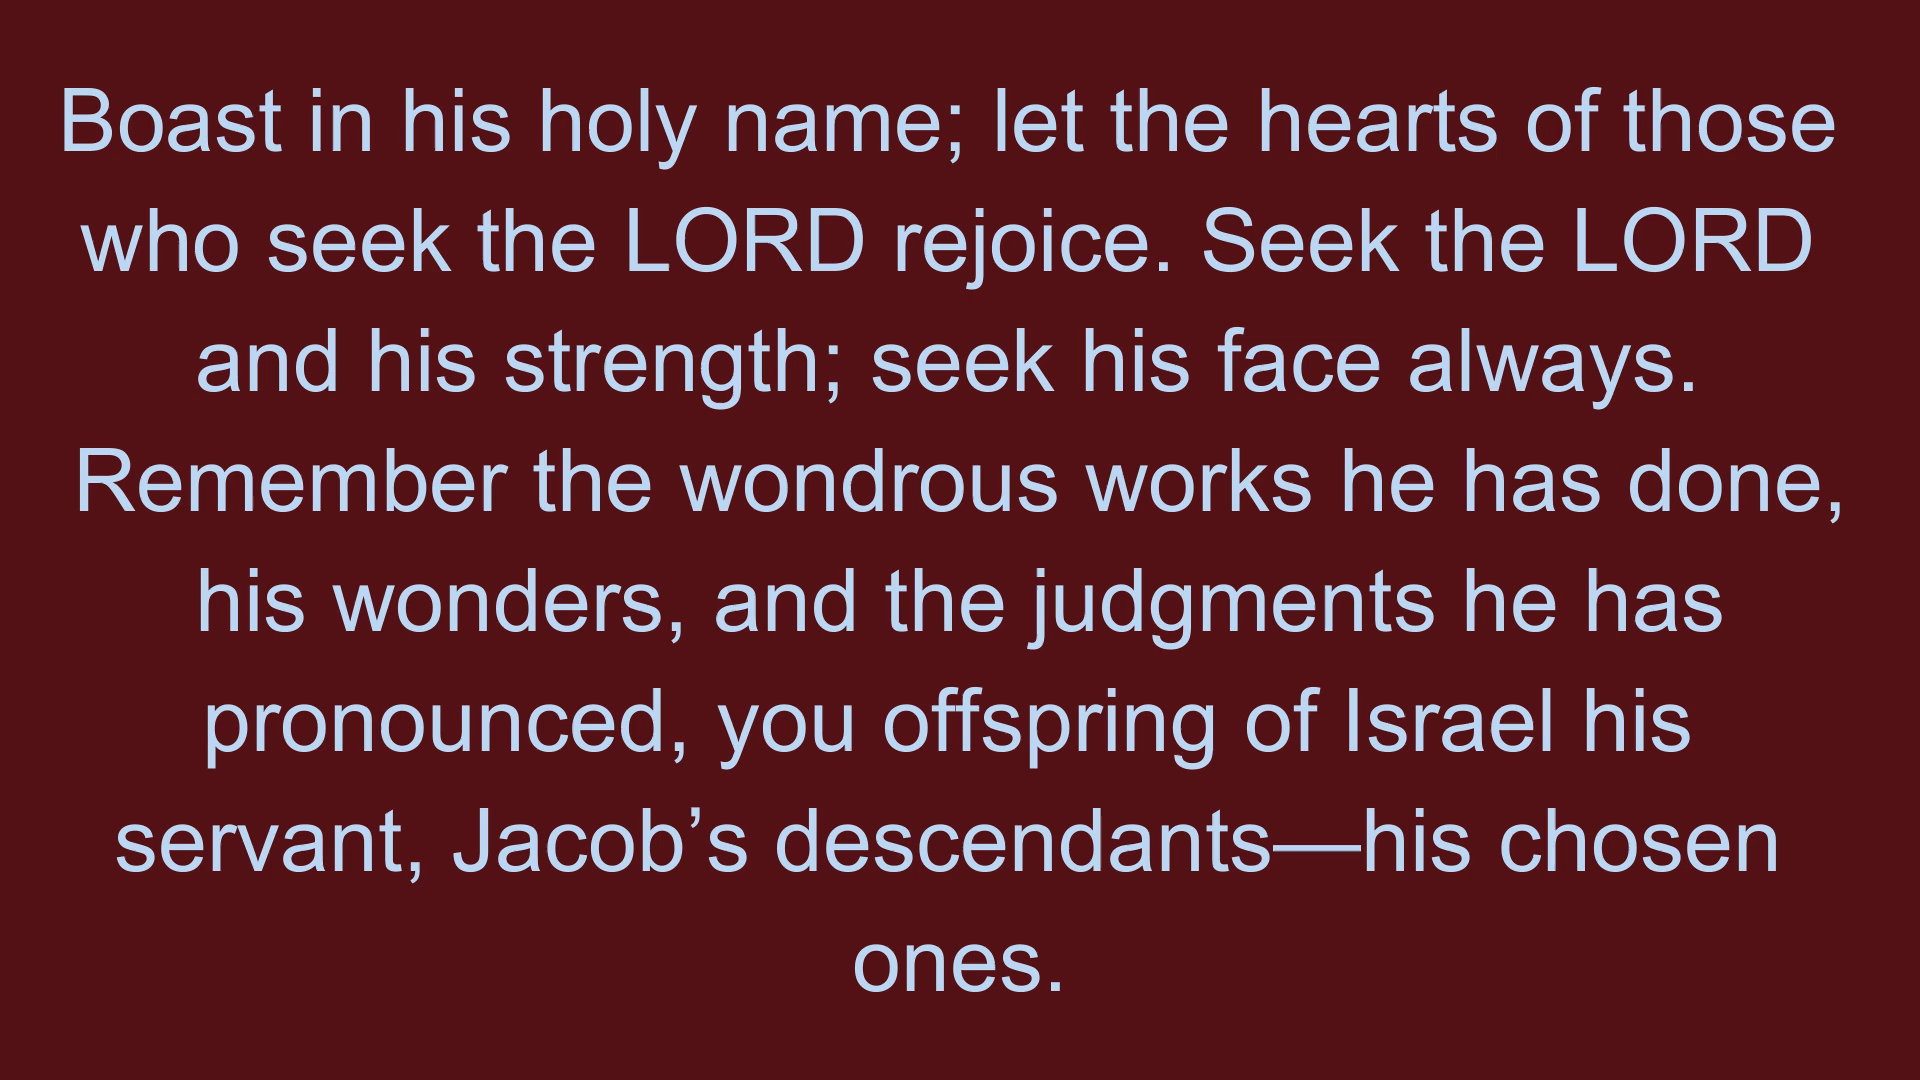 Boast in his holy name; let the hearts of those
who seek the LORD rejoice. Seek the LORD
and his strength; seek his face always.
Remember the wondrous works he has done,
his wonders, and the judgments he has
pronounced, you offspring of Israel his
servant, Jacob’s descendants—his chosen
ones.